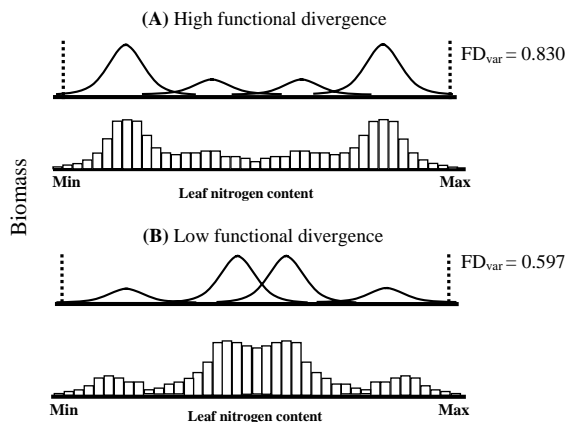 (A) High functional divergence
FDvar = 0.830
Min
Max
Leaf nitrogen content
Biomass
(B) Low functional divergence
FDvar = 0.597
Min
Max
Leaf nitrogen content